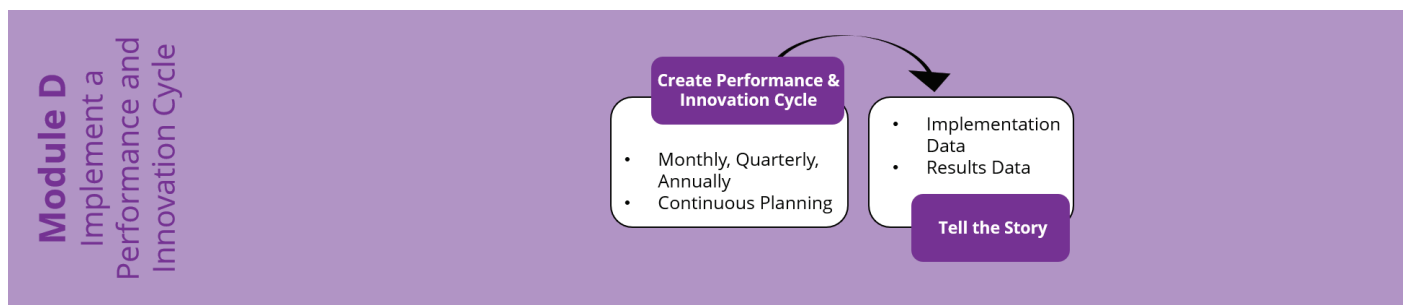 Module D
Implement a
Performance and
Innovation Cycle
Create Performance &
Innovation Cycle
• Monthly, Quarterly,
Annually
• Continuous Planning
• Implementation
Data
• Results Data
Tell the Story